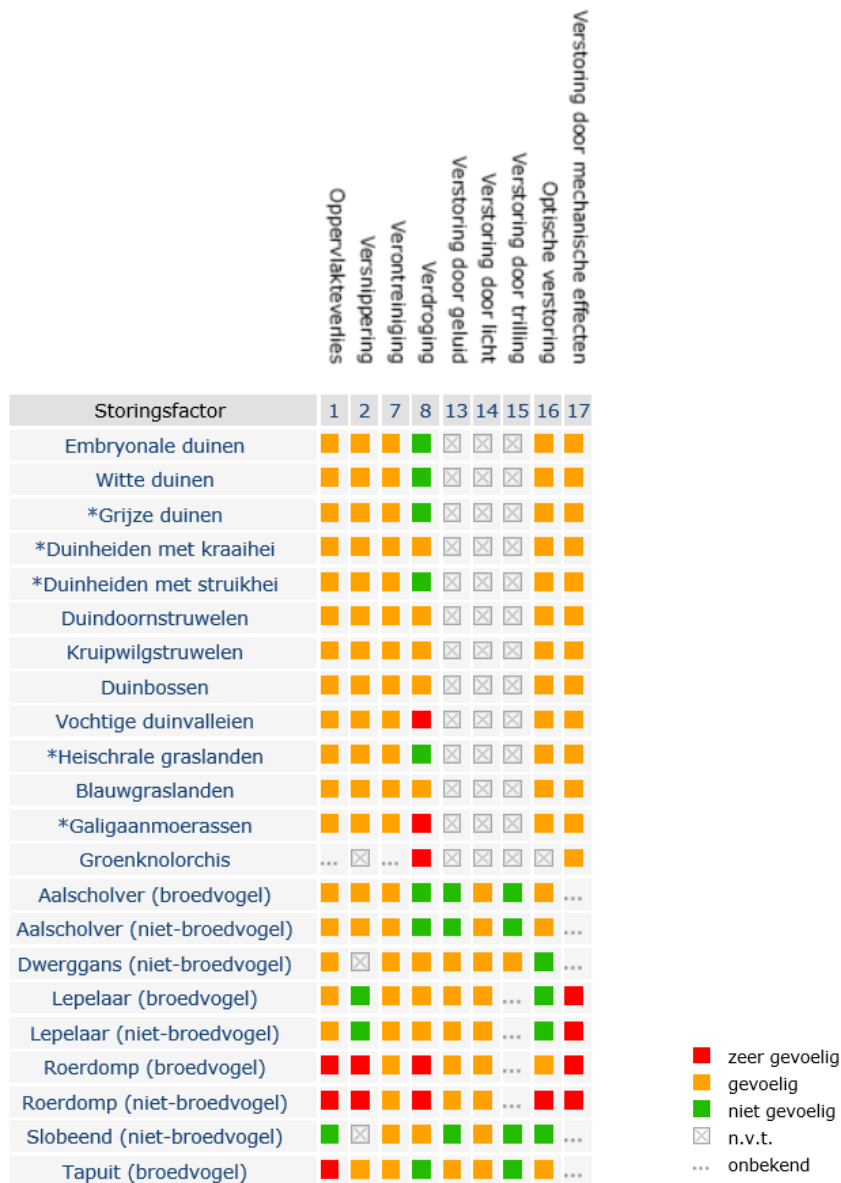 Oppervlakteverlies
Versnippering
Verontreiniging
Verdroging
Verstoring door geluid
Verstoring door licht
Verstoring door trilling
Optische verstoring
Verstoring door mechanische effecten
Storingsfactor 1 2 7 8 13 14 15 16 17
Embryonale duinen
Witte duinen
*Grijze duinen
*Duinheiden met kraaihei
*Duinheiden met struikhei
Duindoornstruwelen
Kruipwilgstruwelen
Duinbossen
Vochtige duinvalleien
*Heischrale graslanden
Blauwgraslanden
*Galigaanmoerassen
Groenknolorchis ... ...
Aalscholver (broedvogel) ...
Aalscholver (niet-broedvogel) ...
Dwerggans (niet-broedvogel) ...
Lepelaar (broedvogel) ...
Lepelaar (niet-broedvogel) ...
Roerdomp (broedvogel) ...
Roerdomp (niet-broedvogel) ...
Slobeend (niet-broedvogel) ...
Tapuit (broedvogel) ...
zeer gevoelig
gevoelig
niet gevoelig
n.v.t.
... onbekend